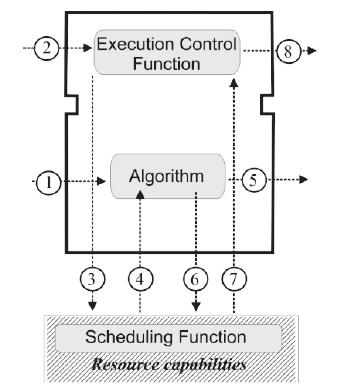 2
Execution Control
Function
8
1
Algorithm
5
3
4
6
7
Scheduling Function
Resource capabilities